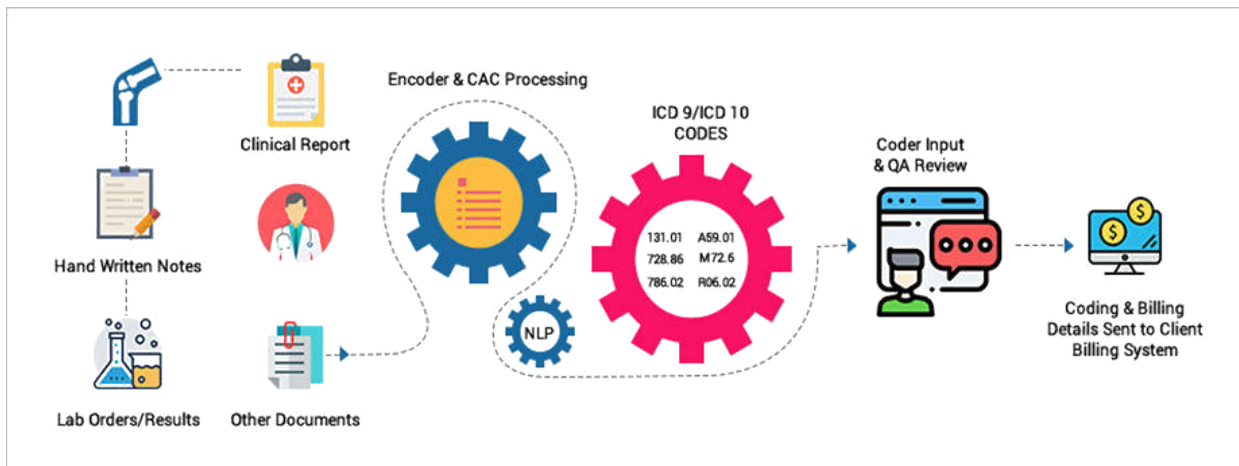 Clinical Report
Hand Written Notes
Lab Orders/Results
Other Documents
Encoder & CAC Processing
NLP
ICD 9/ICD 10
CODES
131.01 A59.01
728.86 M72.6
786.02 R06.02
Coder Input
& QA Review
$
$
Coding & Billing
Details Sent to Client
Billing System